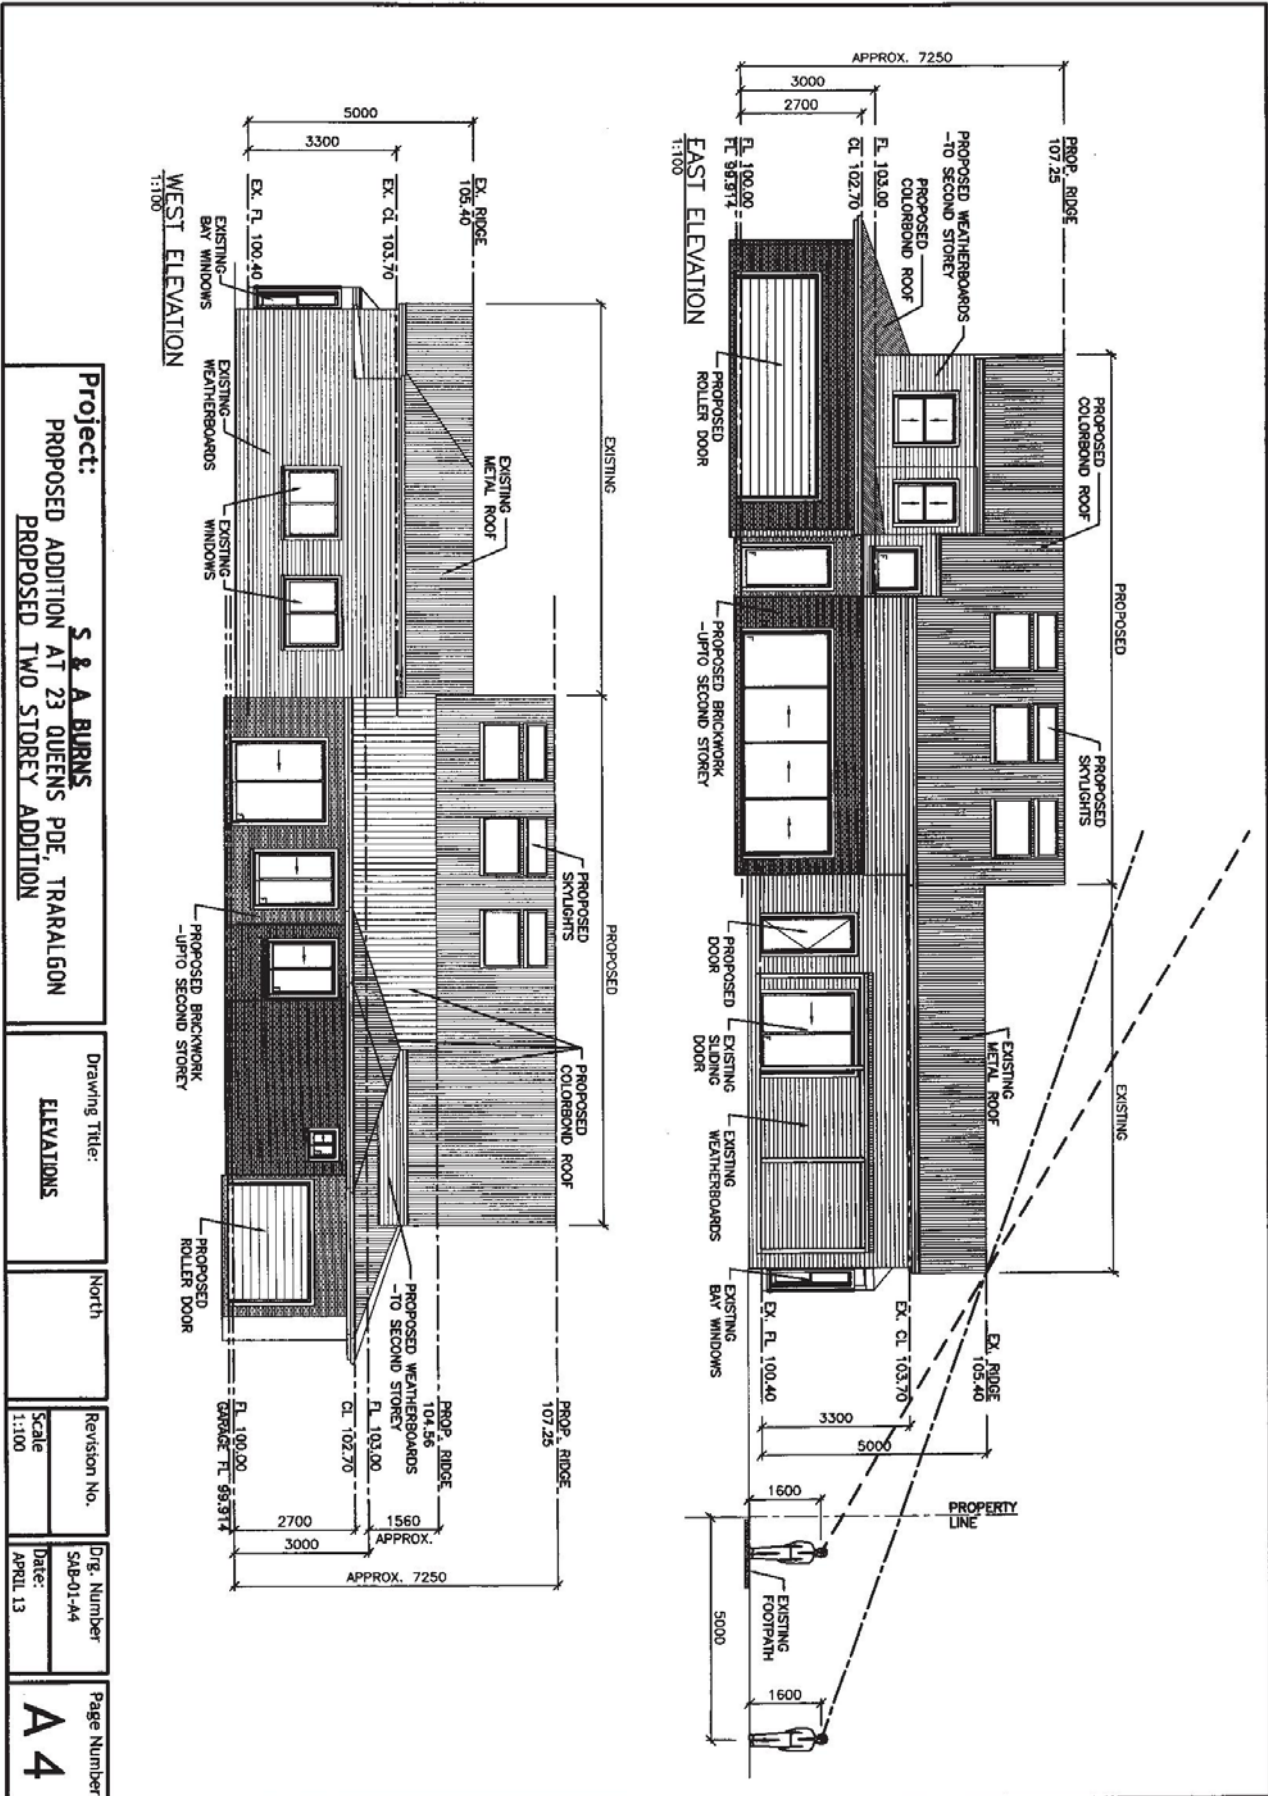 APPROX. 7250
3000
2700
PROP. RIDGE
107.25
PROPOSED WEATHERBOARDS
-TO SECOND STOREY
PROPOSED
COLORBOND ROOF
FL 103.00
CL 102.70
FL 100.00
FL 99.914
EAST ELEVATION
1:100
PROPOSED
ROLLER DOOR
PROPOSED
COLORBOND ROOF
PROPOSED
PROPOSED BRICKWORK
-UPTO SECOND STOREY
PROPOSED
SKYLIGHTS
PROPOSED
DOOR
EXISTING
SLIDING
DOOR
EXISTING
METAL ROOF
EXISTING
EXISTING
WEATHERBOARDS
EXISTING
BAY WINDOWS
EX. RIDGE
105.40
EX. CL 103.70
EX. FL 100.40
3300
5000
PROPERTY
LINE
1600
EXISTING
FOOTPATH
5000
1600
5000
3300
EX. RIDGE
105.40
EX. CL 103.70
EX. FL 100.40
WEST ELEVATION
1:100
EXISTING
BAY WINDOWS
EXISTING
WEATHERBOARDS
EXISTING
WINDOWS
EXISTING
METAL ROOF
EXISTING
PROPOSED
SKYLIGHTS
PROPOSED
PROPOSED
COLORBOND ROOF
PROPOSED BRICKWORK
-UPTO SECOND STOREY
PROPOSED
ROLLER DOOR
PROPOSED WEATHERBOARDS
-TO SECOND STOREY
PROP. RIDGE
107.25
PROP. RIDGE
104.56
FL 103.00
CL 102.70
FL 100.00
GARAGE FL 99.914
2700
3000
1560
APPROX.
APPROX. 7250
Project:
S & A BURNS
PROPOSED ADDITION AT 23 QUEENS PDE, TRARALGON
PROPOSED TWO STOREY ADDITION
Drawing Title:
ELEVATIONS
North
Revision No.
Scale
1:100
Drg. Number
SAB-01-A4
Date:
APRIL 13
Page Number
A 4